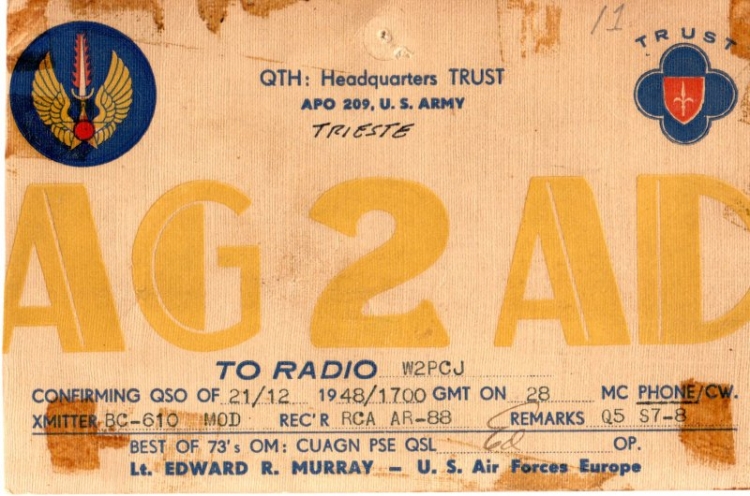 11
TRUST
QTH: Headquarters TRUST
APO 209, U. S. ARMY
TRIESTE
AG2AD
TO RADIO W2PCJ
CONFIRMING QSO OF 21/12 1948/1700 GMT ON 28 MC PHONE/CW.
XMITTER BC-610 MOD REC'R RCA AR-88 REMARKS Q5 S7-8
BEST OF 73's OM: CUAGN PSE QSL Ed OP.
Lt. EDWARD R. MURRAY — U. S. Air Forces Europe